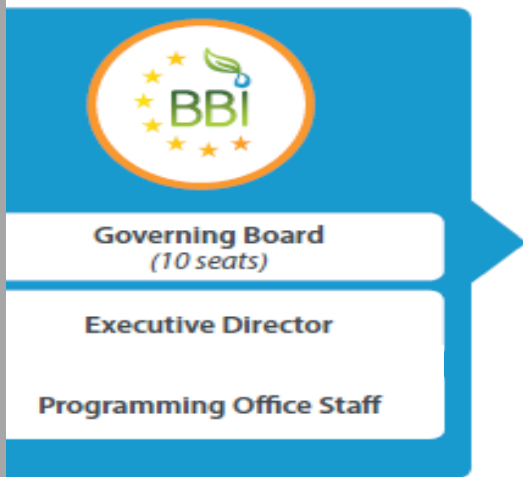 BBI
Governing Board
(10 seats)
Executive Director
Programming Office Staff